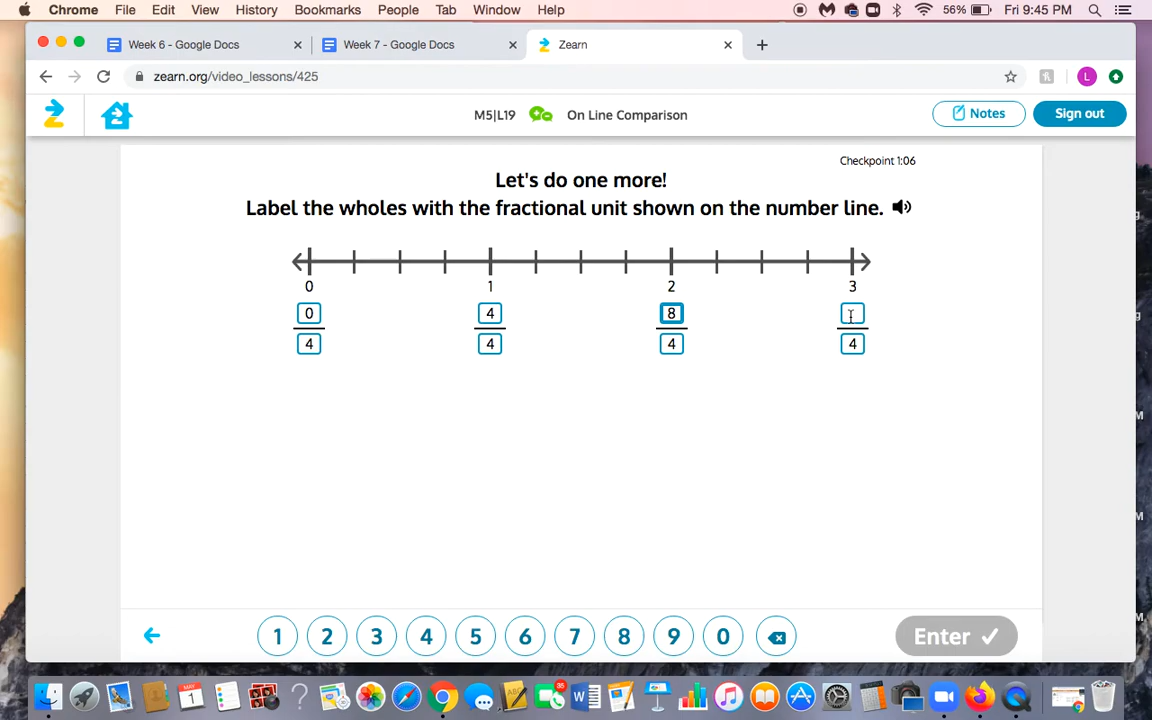 Chrome File Edit View History Bookmarks People Tab Window Help 56% Fri 9:45 PM
Week 6 - Google Docs Week 7 - Google Docs Zearn
zearn.org/video_lessons/425 L
M5|L19 On Line Comparison Notes Sign out
Checkpoint 1:06
Let's do one more!
Label the wholes with the fractional unit shown on the number line.
0 1 2 3
0 4 8
4 4 4 4
1 2 3 4 5 6 7 8 9 0 Enter